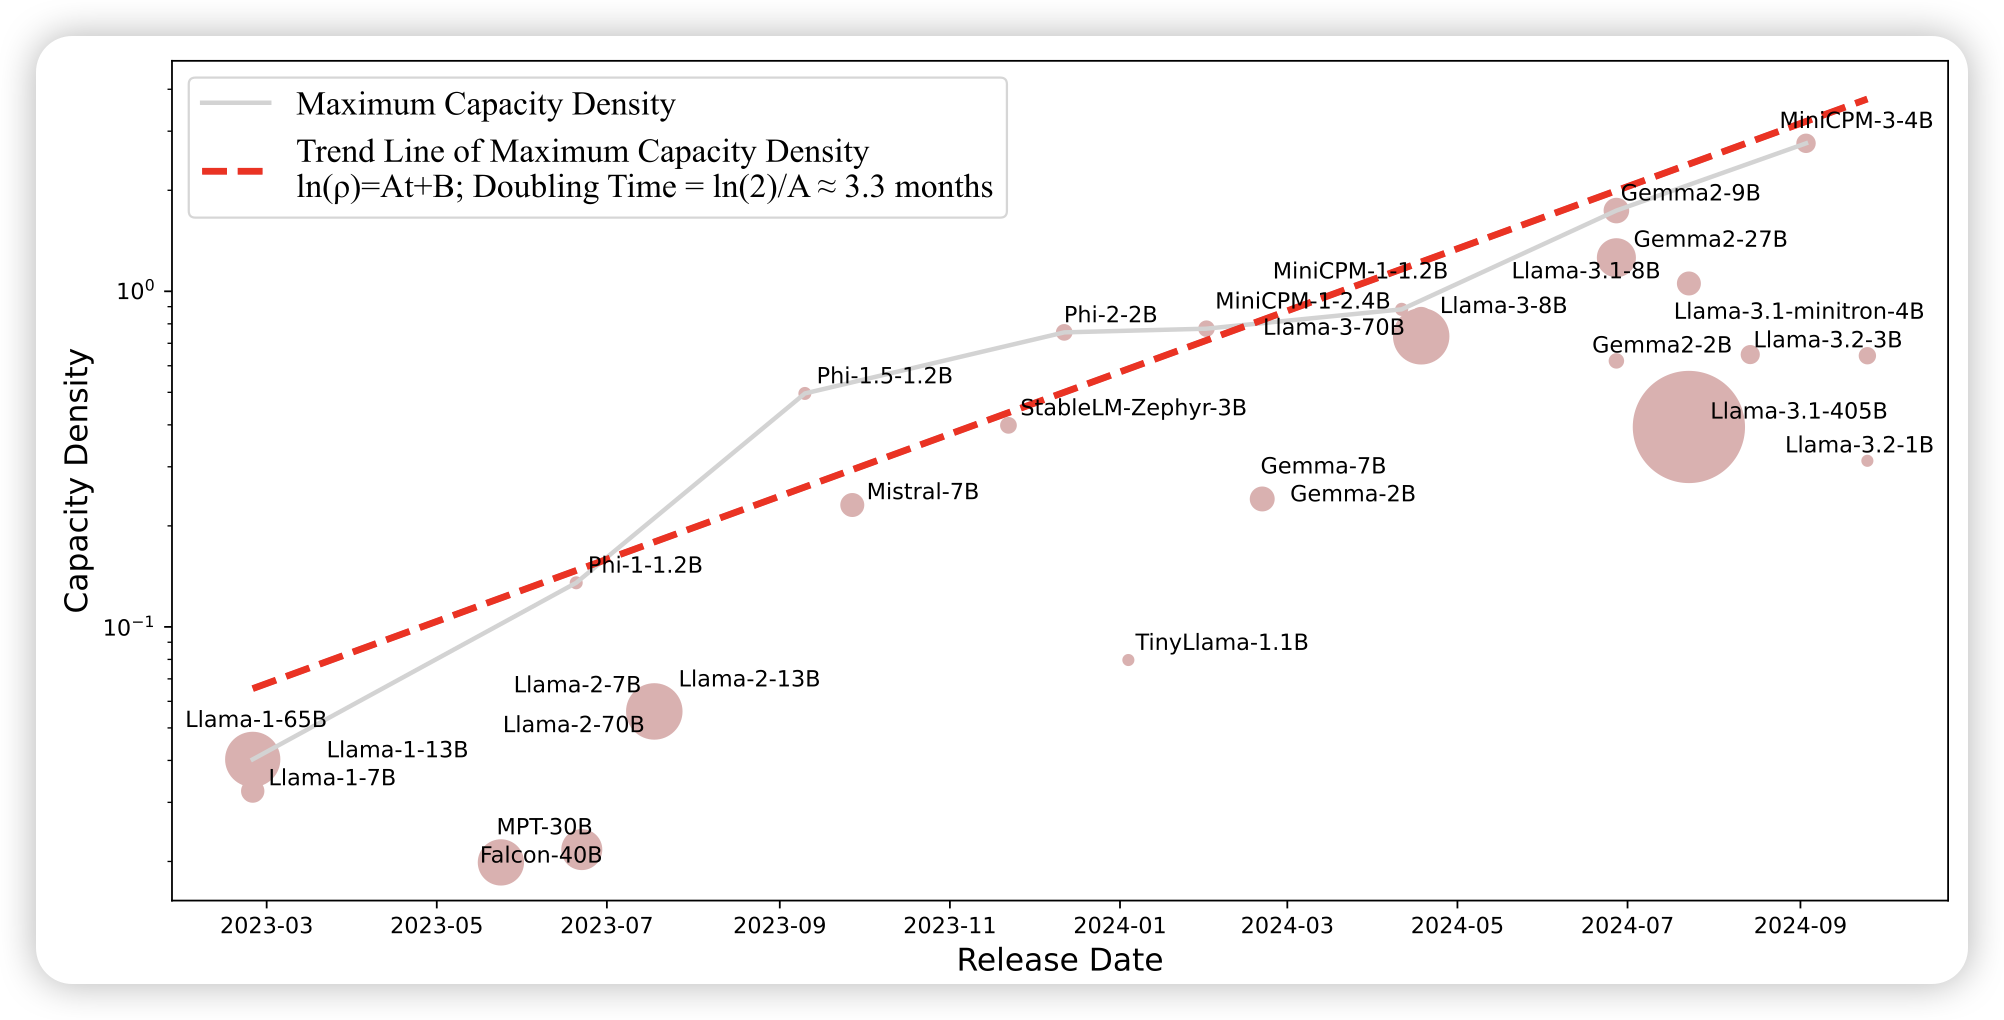 Maximum Capacity Density
Trend Line of Maximum Capacity Density
ln(ρ)=At+B; Doubling Time = ln(2)/A ≈ 3.3 months
MiniCPM-3-4B
Gemma2-9B
Gemma2-27B
MiniCPM-1-1.2B
Llama-3.1-8B
10⁰
MiniCPM-1-2.4B
Llama-3-8B
Llama-3.1-minitron-4B
Phi-2-2B
Llama-3-70B
Gemma2-2B
Llama-3.2-3B
Phi-1.5-1.2B
StableLM-Zephyr-3B
Llama-3.1-405B
Llama-3.2-1B
Gemma-7B
Mistral-7B
Gemma-2B
Capacity Density
Phi-1-1.2B
10⁻¹
TinyLlama-1.1B
Llama-2-7B
Llama-2-13B
Llama-1-65B
Llama-2-70B
Llama-1-13B
Llama-1-7B
MPT-30B
Falcon-40B
2023-03 2023-05 2023-07 2023-09 2023-11 2024-01 2024-03 2024-05 2024-07 2024-09
Release Date